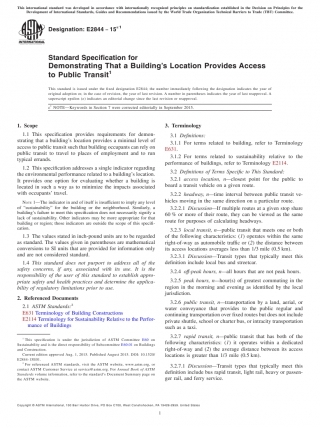 This international standard was developed in accordance with internationally recognized principles on standardization established in the Decision on Principles for the
Development of International Standards, Guides and Recommendations issued by the World Trade Organization Technical Barriers to Trade (TBT) Committee.
Designation: E2844 - 15´¹
Standard Specification for
Demonstrating That a Building's Location Provides Access
to Public Transit¹
This standard is issued under the fixed designation E2844; the number immediately following the designation indicates the year of
original adoption or, in the case of revision, the year of last revision. A number in parentheses indicates the year of last reapproval. A
superscript epsilon (ε) indicates an editorial change since the last revision or reapproval.
NOTE—Keywords in Section 7 were corrected editorially in September 2015.
1. Scope
1.1 This specification provides requirements for demon-
strating that a building's location provides a minimal level of
access to public transit such that building occupants can rely on
public transit to travel to places of employment and to run
typical errands.
1.2 This specification addresses a single indicator regarding
the environmental performance related to a building's location.
It provides one option for evaluating whether a building is
located in such a way as to minimize the impacts associated
with occupants' travel.
NOTE 1—The indicator in and of itself is insufficient to imply any level
of "sustainability" for the building or the neighborhood. Similarly, a
building's failure to meet this specification does not necessarily signify a
lack of sustainability. Other indicators may be more appropriate for that
building or region; those indicators are outside the scope of this specifi-
cation.
1.3 The values stated in inch-pound units are to be regarded
as standard. The values given in parentheses are mathematical
conversions to SI units that are provided for information only
and are not considered standard.
1.4 This standard does not purport to address all of the
safety concerns, if any, associated with its use. It is the
responsibility of the user of this standard to establish appro-
priate safety and health practices and determine the applica-
bility of regulatory limitations prior to use.
2. Referenced Documents
2.1 ASTM Standards:²
E631 Terminology of Building Constructions
E2114 Terminology for Sustainability Relative to the Perfor-
mance of Buildings
¹ This specification is under the jurisdiction of ASTM Committee E60 on
Sustainability and is the direct responsibility of Subcommittee E60.01 on Buildings
and Construction.
Current edition approved Aug. 1, 2015. Published August 2015. DOI: 10.1520/
² For referenced ASTM standards, visit the ASTM website, www.astm.org, or
contact ASTM Customer Service at service@astm.org. For Annual Book of ASTM
Standards volume information, refer to the standard's Document Summary page on
the ASTM website.
3. Terminology
3.1 Definitions:
3.1.1 For terms related to building, refer to Terminology
E631.
3.1.2 For terms related to sustainability relative to the
performance of buildings, refer to Terminology E2114.
3.2 Definitions of Terms Specific to This Standard:
3.2.1 access location, n—closest point for the public to
board a transit vehicle on a given route.
3.2.2 headway, n—time interval between public transit ve-
hicles moving in the same direction on a particular route.
3.2.2.1 Discussion—If multiple routes at a given stop share
60 % or more of their route, they can be viewed as the same
route for purposes of calculating headways.
3.2.3 local transit, n—public transit that meets one or both
of the following characteristics: (1) operates within the same
right-of-way as automobile traffic or (2) the distance between
its access locations averages less than 1/3 mile (0.5 km).
3.2.3.1 Discussion—Transit types that typically meet this
definition include local bus and streetcar.
3.2.4 off-peak hours, n—all hours that are not peak hours.
3.2.5 peak hours, n—hour(s) of greatest commuting in the
region in the morning and evening as identified by the local
jurisdiction.
3.2.6 public transit, n—transportation by a land, aerial, or
water conveyance that provides to the public regular and
continuing transportation over fixed routes but does not include
private shuttle, school or charter bus, or intracity transportation
such as a taxi.
3.2.7 rapid transit, n—public transit that has both of the
following characteristics: (1) it operates within a dedicated
right-of-way and (2) the average distance between its access
locations is greater than 1/3 mile (0.5 km).
3.2.7.1 Discussion—Transit types that typically meet this
definition include bus rapid transit, light rail, heavy or passen-
ger rail, and ferry service.
Copyright © ASTM International, 100 Barr Harbor Drive, PO Box C700, West Conshohocken, PA 19428-2959. United States
1